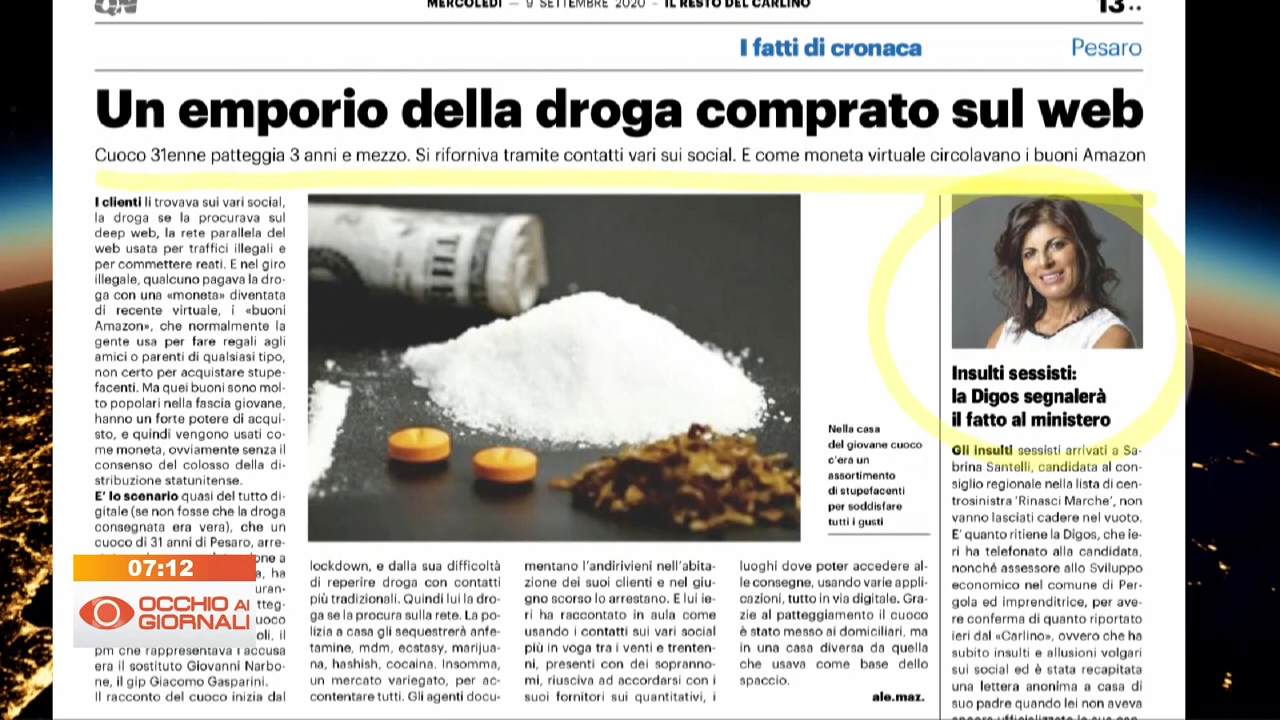 QN
MERCOLEDÌ — 9 SETTEMBRE 2020 – IL RESTO DEL CARLINO
13..
I fatti di cronaca
Pesaro
Un emporio della droga comprato sul web
Cuoco 31enne patteggia 3 anni e mezzo. Si riforniva tramite contatti vari sui social. E come moneta virtuale circolavano i buoni Amazon
I clienti li trovava sui vari social,
la droga se la procurava sul
deep web, la rete parallela del
web usata per traffici illegali e
per commettere reati. E nel giro
illegale, qualcuno pagava la dro-
ga con una «moneta» diventata
di recente virtuale, i «buoni
Amazon», che normalmente la
gente usa per fare regali agli
amici o parenti di qualsiasi tipo,
non certo per acquistare stupe-
facenti. Ma quei buoni sono mol-
to popolari nella fascia giovane,
hanno un forte potere di acqui-
sto, e quindi vengono usati co-
me moneta, ovviamente senza il
consenso del colosso della di-
stribuzione statunitense.
E' lo scenario quasi del tutto di-
gitale (se non fosse che la droga
consegnata era vera), che un
cuoco di 31 anni di Pesaro, arre-
one a
a, ha
uran-
tteg-
uoco
oli, il
pm che rappresentava l'accusa
era il sostituto Giovanni Narbo-
ne, il gip Giacomo Gasparini.
Il racconto del cuoco inizia dal
lockdown, e dalla sua difficoltà
di reperire droga con contatti
più tradizionali. Quindi lui la dro-
ga se la procura sulla rete. La po-
lizia a casa gli sequestrerà anfe-
tamine, mdm, ecstasy, marijua-
na, hashish, cocaina. Insomma,
un mercato variegato, per ac-
contentare tutti. Gli agenti docu-
mentano l'andirivieni nell'abita-
zione dei suoi clienti e nel giu-
gno scorso lo arrestano. E lui ie-
ri ha raccontato in aula come
usando i contatti sui vari social
più in voga tra i venti e trenten-
ni, presenti con dei sopranno-
mi, riusciva ad accordarsi con i
suoi fornitori sui quantitativi, i
luoghi dove poter accedere al-
le consegne, usando varie appli-
cazioni, tutto in via digitale. Gra-
zie al patteggiamento il cuoco
è stato messo ai domiciliari, ma
in una casa diversa da quella
che usava come base dello
spaccio.
ale.maz.
Nella casa
del giovane cuoco
c'era un
assortimento
di stupefacenti
per soddisfare
tutti i gusti
Insulti sessisti:
la Digos segnalerà
il fatto al ministero
Gli insulti sessisti arrivati a Sa-
brina Santelli, candidata al con-
siglio regionale nella lista di cen-
trosinistra 'Rinasci Marche', non
vanno lasciati cadere nel vuoto.
E' quanto ritiene la Digos, che ie-
ri ha telefonato alla candidata,
nonché assessore allo Sviluppo
economico nel comune di Per-
gola ed imprenditrice, per ave-
re conferma di quanto riportato
ieri dal «Carlino», ovvero che ha
subito insulti e allusioni volgari
sui social ed è stata recapitata
una lettera anonima a casa di
suo padre quando lei non aveva
07:12
OCCHIO AI
GIORNALI